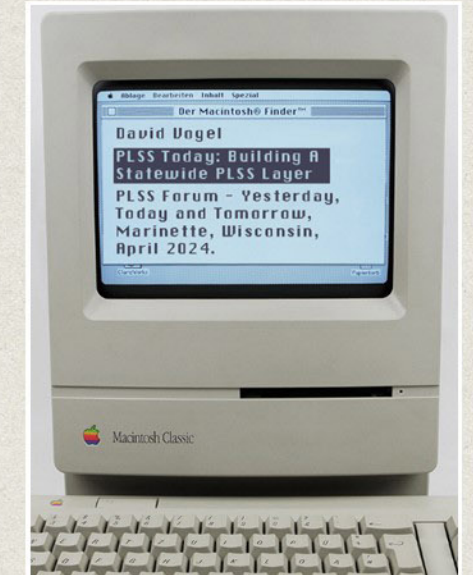 Ablage Bearbeiten Inhalt Spezial
Der Macintosh® Finder™
David Vogel
PLSS Today: Building A
Statewide PLSS Layer
PLSS Forum - Yesterday,
Today and Tomorrow,
Marinette, Wisconsin,
April 2024.
Papierkorb
Macintosh Classic